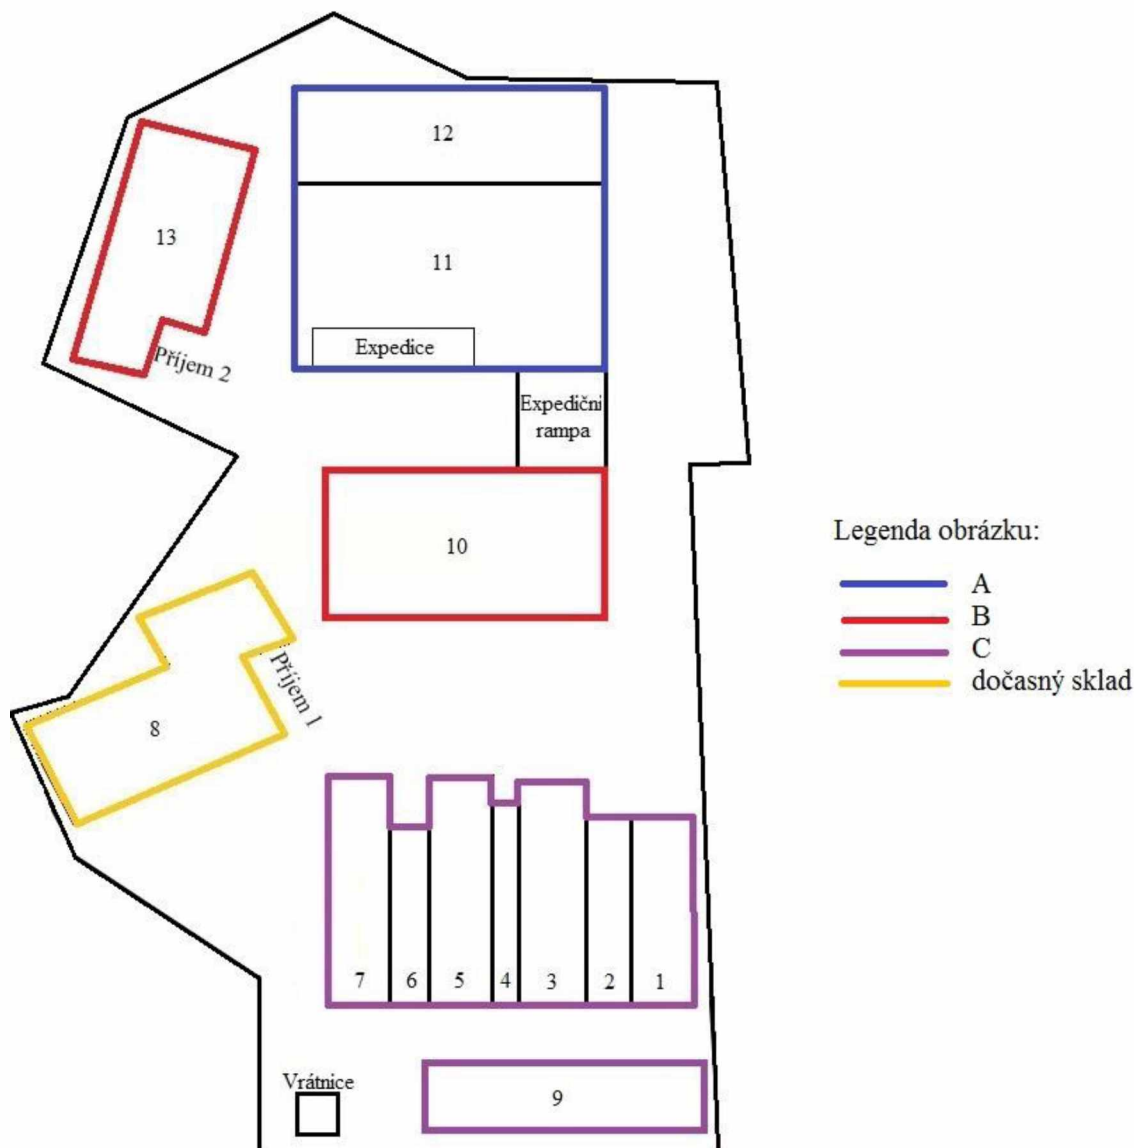 12
13
11
Expedice
Příjem 2
Expediční
rampa
10
Legenda obrázku:
A
B
C
dočasný sklad
Příjem 1
8
7
6
5
4
3
2
1
Vrátnice
9